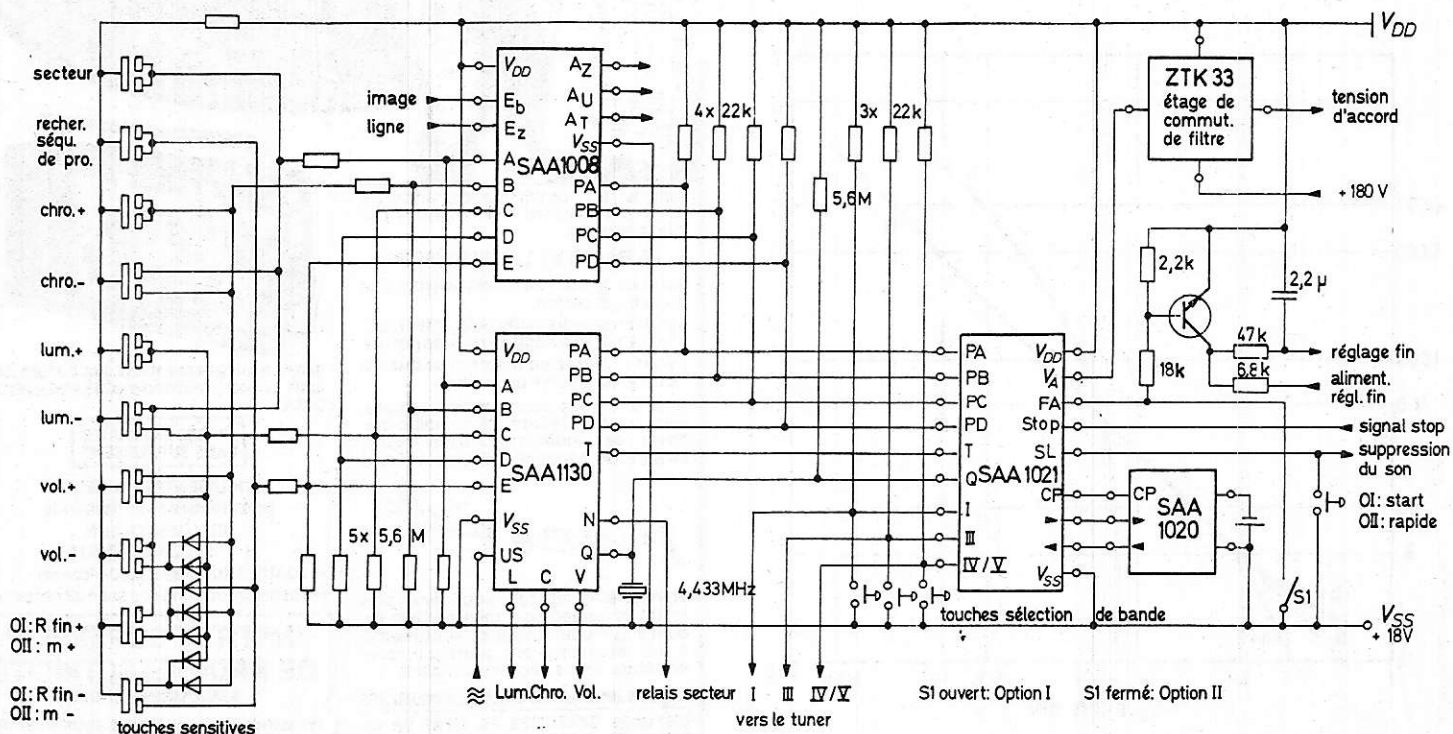 V_DD
secteur
recher.
séqu.
de pro.
chro.+
chro.-
lum.+
lum.-
vol.+
vol.-
OI: R fin +
OII: m +
OI: R fin -
OII: m -
touches sensitives
image
ligne
V_DD
E_b
E_z
A
B
C
D
E
SAA1008
A_Z
A_U
A_T
V_SS
PA
PB
PC
PD
4x 22k
5,6M
3x 22k
V_DD
A
B
C
D
E
V_SS
US
SAA1130
PA
PB
PC
PD
T
N
Q
L C V
5x 5,6 M
4,433MHz
≈ Lum. Chro. Vol.
relais secteur
I III IV/V
vers le tuner
PA
PB
PC
PD
T
Q
I
III
IV/V
SAA1021
V_DD
V_A
FA
Stop
SL
CP
V_SS
touches sélection de bande
ZTK 33
étage de
commut.
de filtre
tension
d'accord
+ 180 V
2,2k
2,2 µ
47k
18k
6,8k
réglage fin
aliment.
régl. fin
signal stop
suppression
du son
CP
SAA
1020
OI: start
OII: rapide
S1
V_SS
+ 18V
S1 ouvert: Option I
S1 fermé: Option II